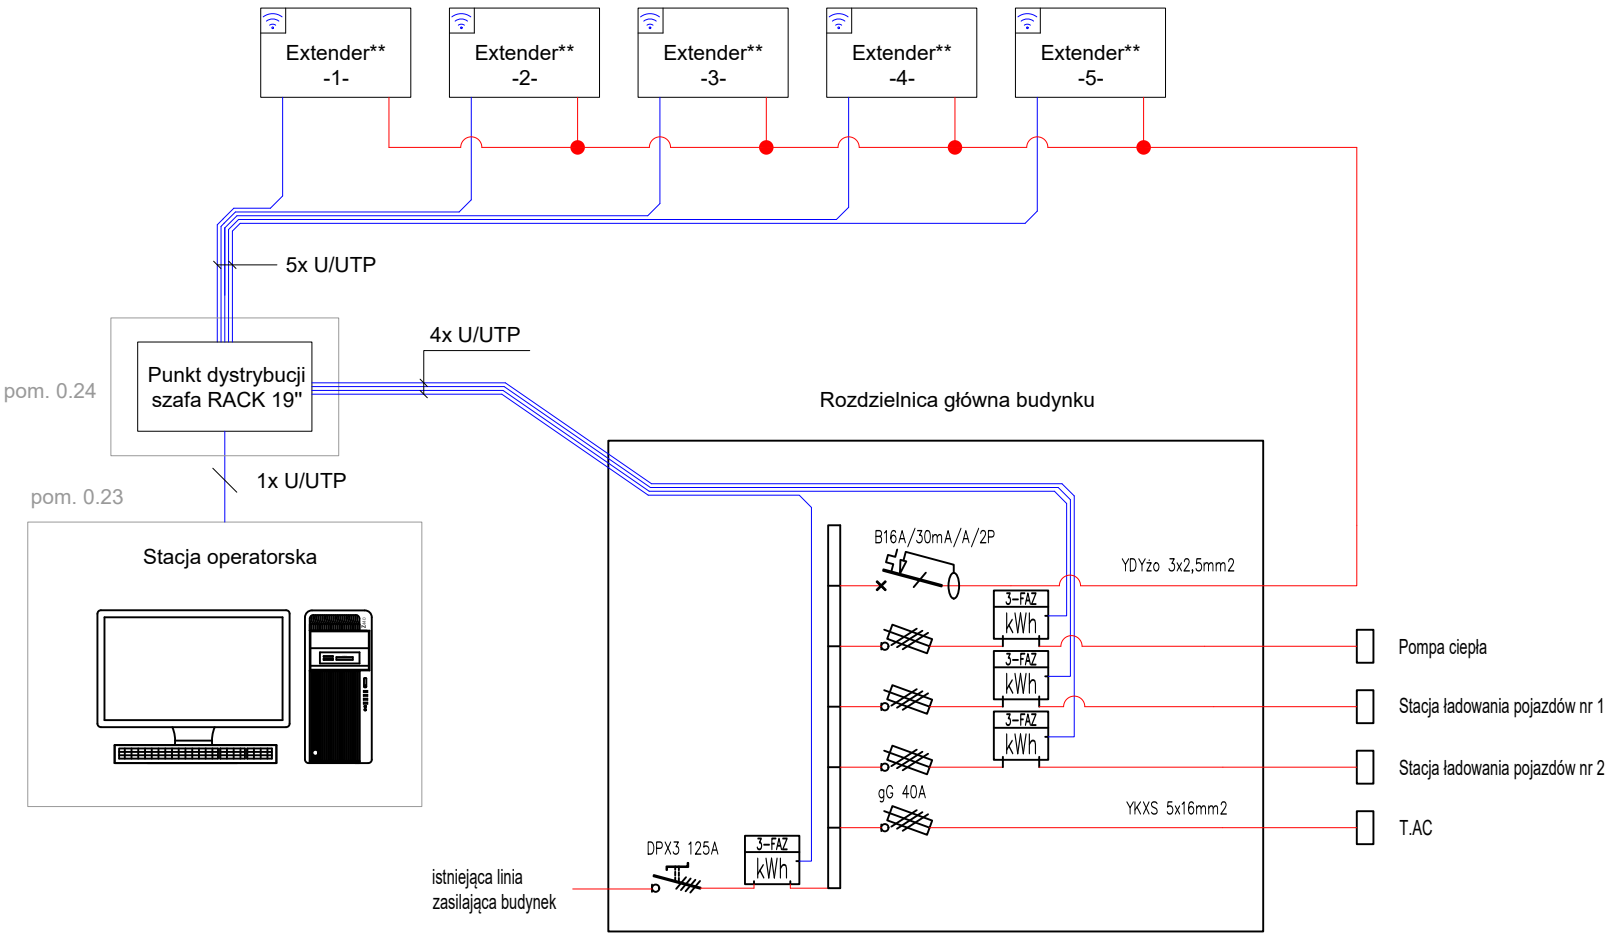 Extender**
-1-
Extender**
-2-
Extender**
-3-
Extender**
-4-
Extender**
-5-
5x U/UTP
4x U/UTP
Punkt dystrybucji
szafa RACK 19"
pom. 0.24
Rozdzielnica główna budynku
1x U/UTP
pom. 0.23
Stacja operatorska
B16A/30mA/A/2P
YDYżo 3x2,5mm2
3-FAZ
kWh
Pompa ciepła
3-FAZ
kWh
Stacja ładowania pojazdów nr 1
3-FAZ
kWh
Stacja ładowania pojazdów nr 2
gG 40A
YKXS 5x16mm2
T.AC
DPX3 125A
3-FAZ
kWh
istniejąca linia
zasilająca budynek